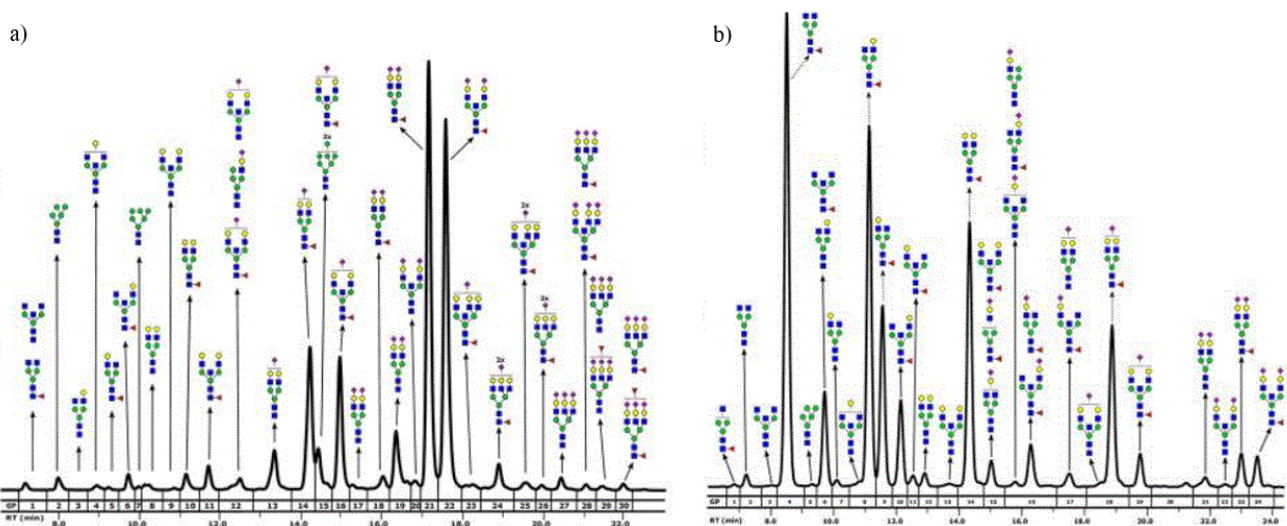 a)
b)
2x
2x
2x
2x
GP 1 2 3 4 5 6 7 8 9 10 11 12 13 14 15 16 17 18 19 20 21 22 23 24 25 26 27 28 29 30
RT (min) 8.0 10.0 12.0 14.0 16.0 18.0 20.0 22.0
GP 1 2 3 4 5 6 7 8 9 10 11 12 13 14 15 16 17 18 19 20 21 22 23 24
RT (min) 8.0 10.0 12.0 14.0 16.0 18.0 20.0 22.0 24.0